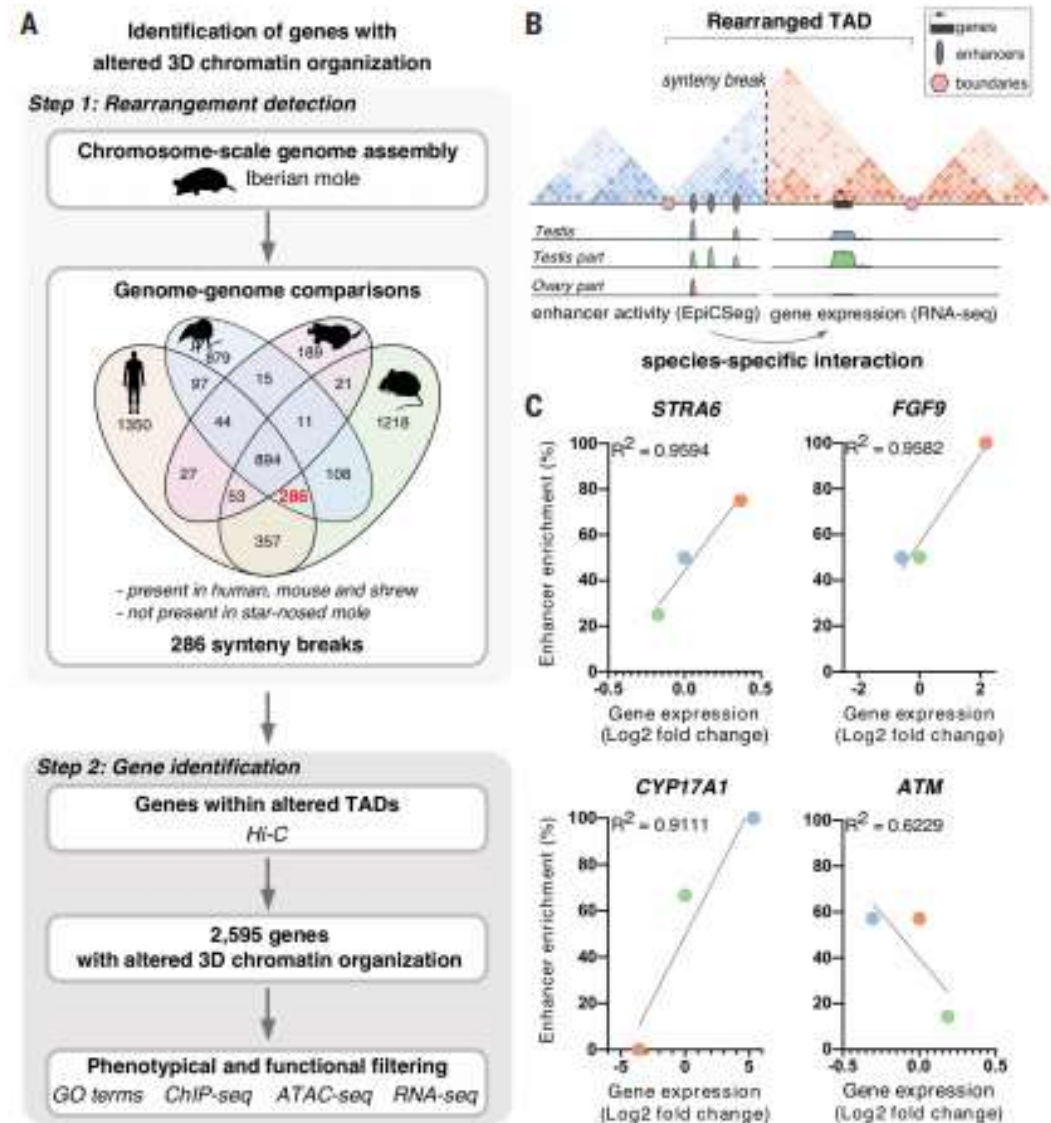 A
Identification of genes with
altered 3D chromatin organization
Step 1: Rearrangement detection
Chromosome-scale genome assembly
Iberian mole
Genome-genome comparisons
879
189
97
15
21
1350
44
11
1218
894
27
108
53
286
357
- present in human, mouse and shrew
- not present in star-nosed mole
286 synteny breaks
Step 2: Gene identification
Genes within altered TADs
Hi-C
2,595 genes
with altered 3D chromatin organization
Phenotypical and functional filtering
GO terms ChIP-seq ATAC-seq RNA-seq
B
Rearranged TAD
genes
enhancers
boundaries
synteny break
Testis
Testis part
Ovary part
enhancer activity (EpiCSeg) gene expression (RNA-seq)
species-specific interaction
C
STRA6
R2 = 0.9594
Enhancer enrichment (%)
100
80
60
40
20
0
-0.5 0.0 0.5
Gene expression
(Log2 fold change)
FGF9
R2 = 0.9582
100
80
60
40
20
0
-2 0 2
Gene expression
(Log2 fold change)
CYP17A1
R2 = 0.9111
Enhancer enrichment (%)
100
80
60
40
20
0
-5 0 5
Gene expression
(Log2 fold change)
ATM
R2 = 0.6229
100
80
60
40
20
0
-0.5 0.0 0.5
Gene expression
(Log2 fold change)